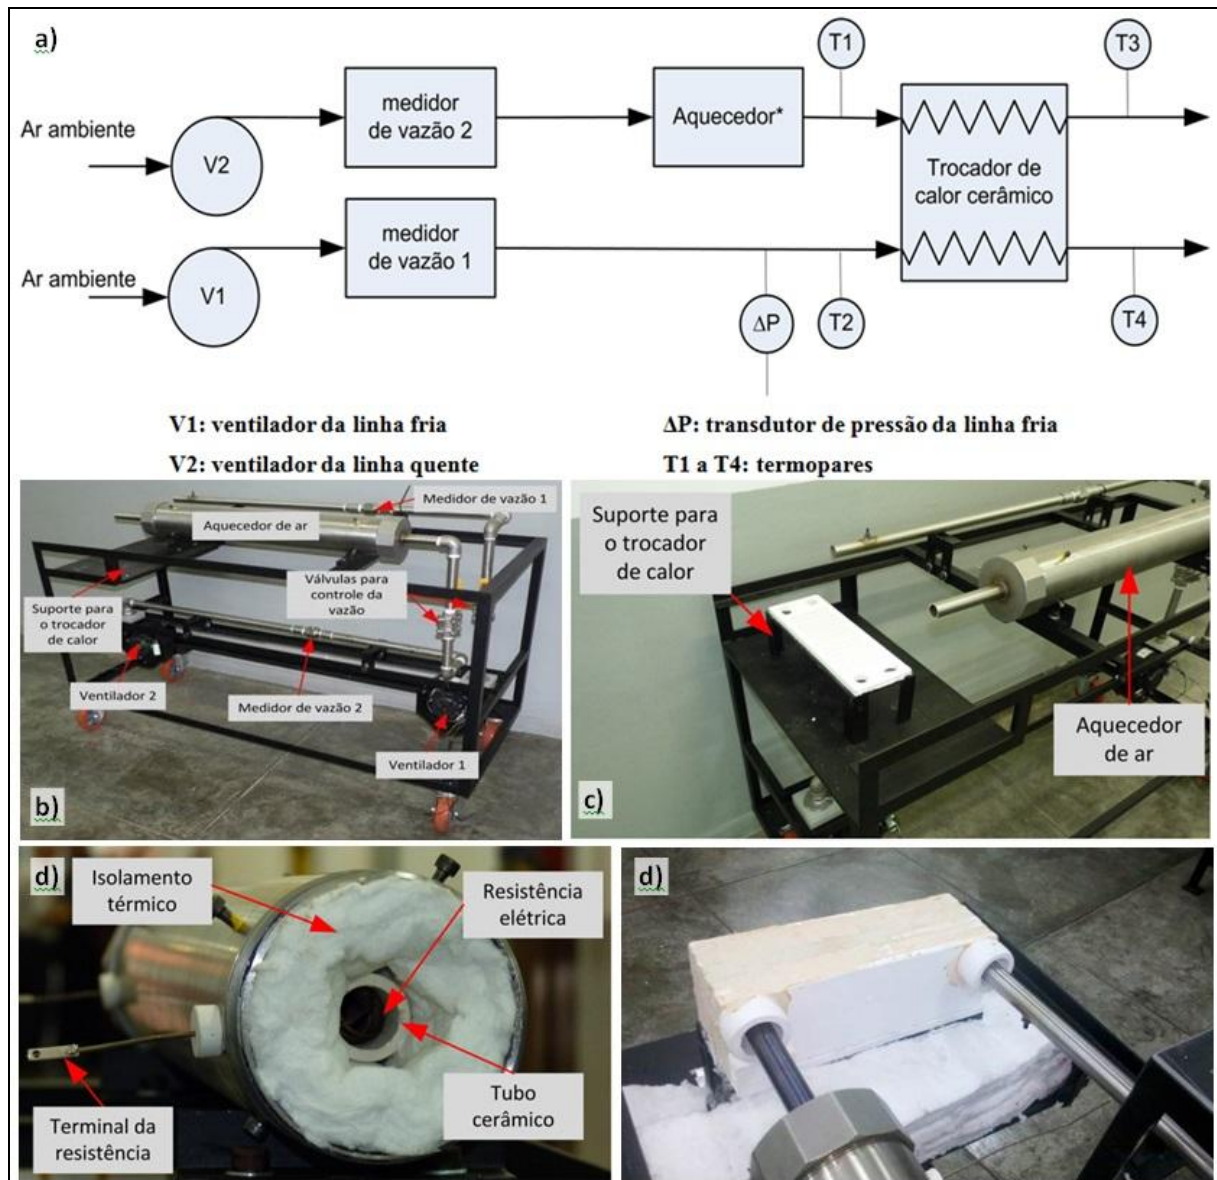 a)
T1
T3
medidor
de vazão 2
Aquecedor*
Ar ambiente
V2
Trocador de
calor cerâmico
medidor
de vazão 1
Ar ambiente
V1
ΔP
T2
T4
V1: ventilador da linha fria
ΔP: transdutor de pressão da linha fria
V2: ventilador da linha quente
T1 a T4: termopares
Medidor de vazão 1
Aquecedor de ar
Válvulas para
controle da
vazão
Suporte para
o trocador
de calor
Ventilador 2
Medidor de vazão 2
Ventilador 1
b)
Suporte para
o trocador
de calor
Aquecedor
de ar
c)
d)
Isolamento
térmico
Resistência
elétrica
Tubo
cerâmico
Terminal da
resistência
d)